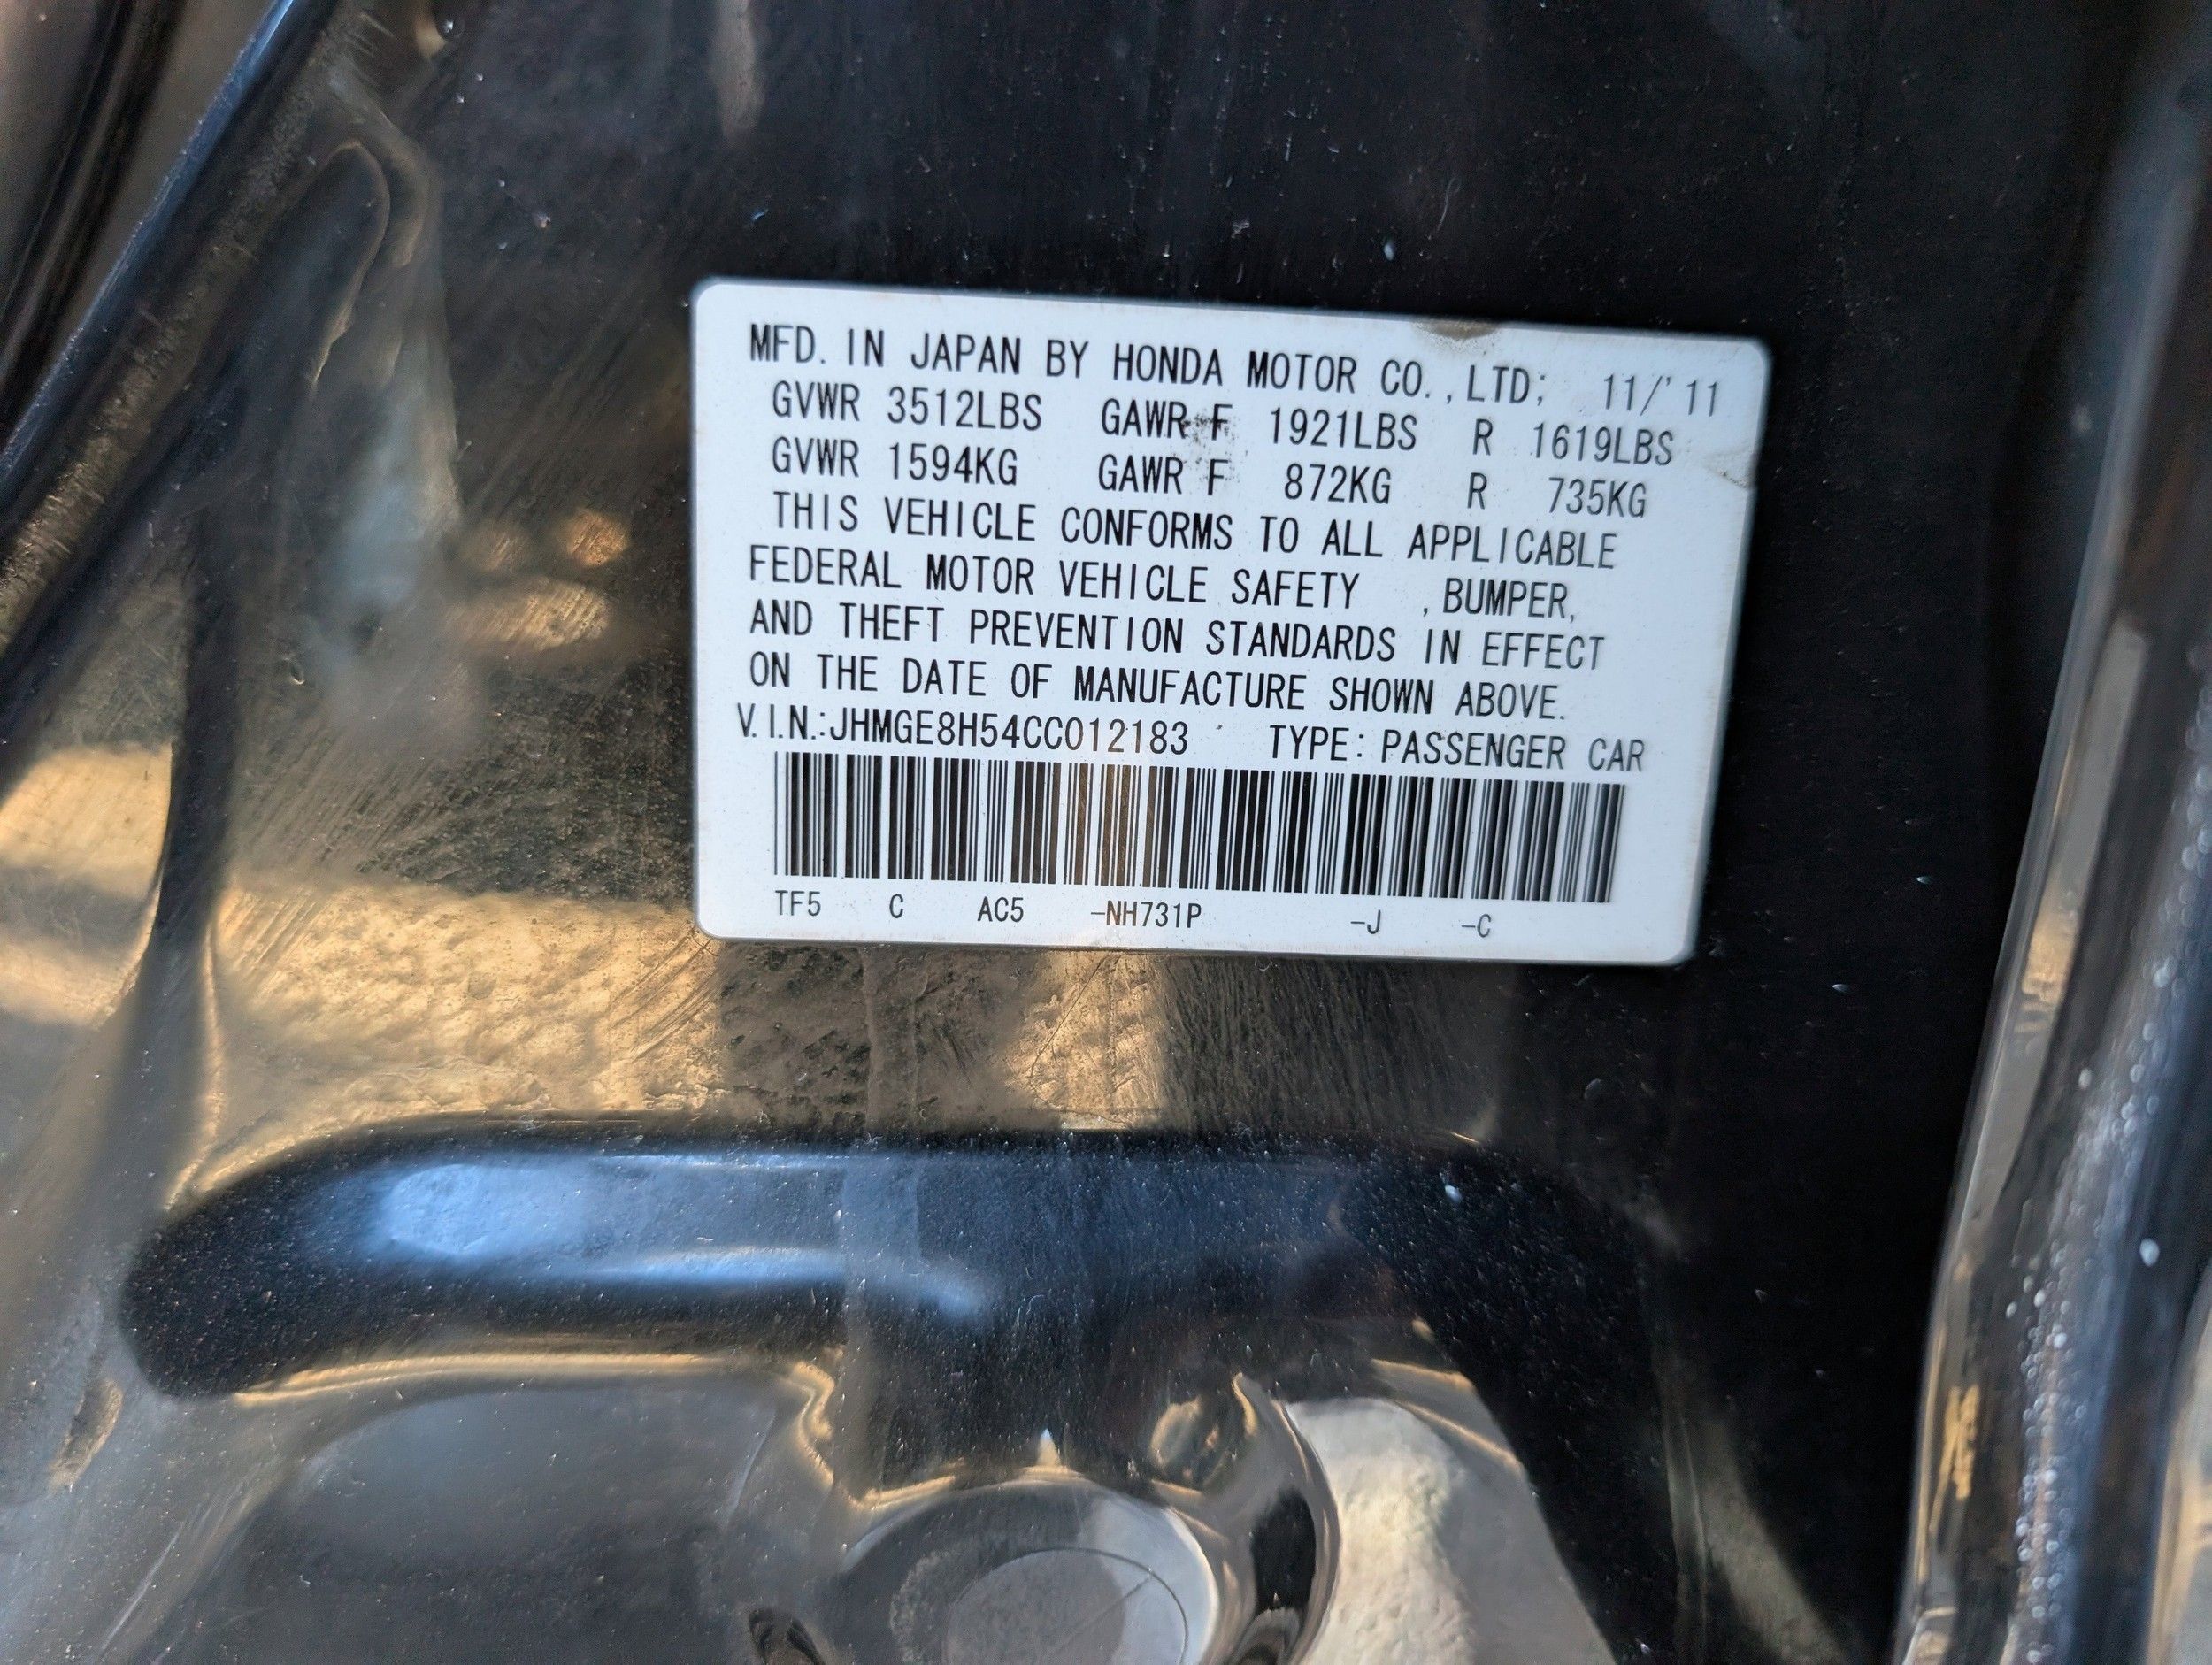 MFD. IN JAPAN BY HONDA MOTOR CO., LTD; 11/'11
GVWR 3512LBS GAWR F 1921LBS R 1619LBS
GVWR 1594KG GAWR F 872KG R 735KG
THIS VEHICLE CONFORMS TO ALL APPLICABLE
FEDERAL MOTOR VEHICLE SAFETY , BUMPER,
AND THEFT PREVENTION STANDARDS IN EFFECT
ON THE DATE OF MANUFACTURE SHOWN ABOVE.
V.I.N.:JHMGE8H54CC012183 TYPE: PASSENGER CAR
TF5 C AC5 -NH731P -J -C